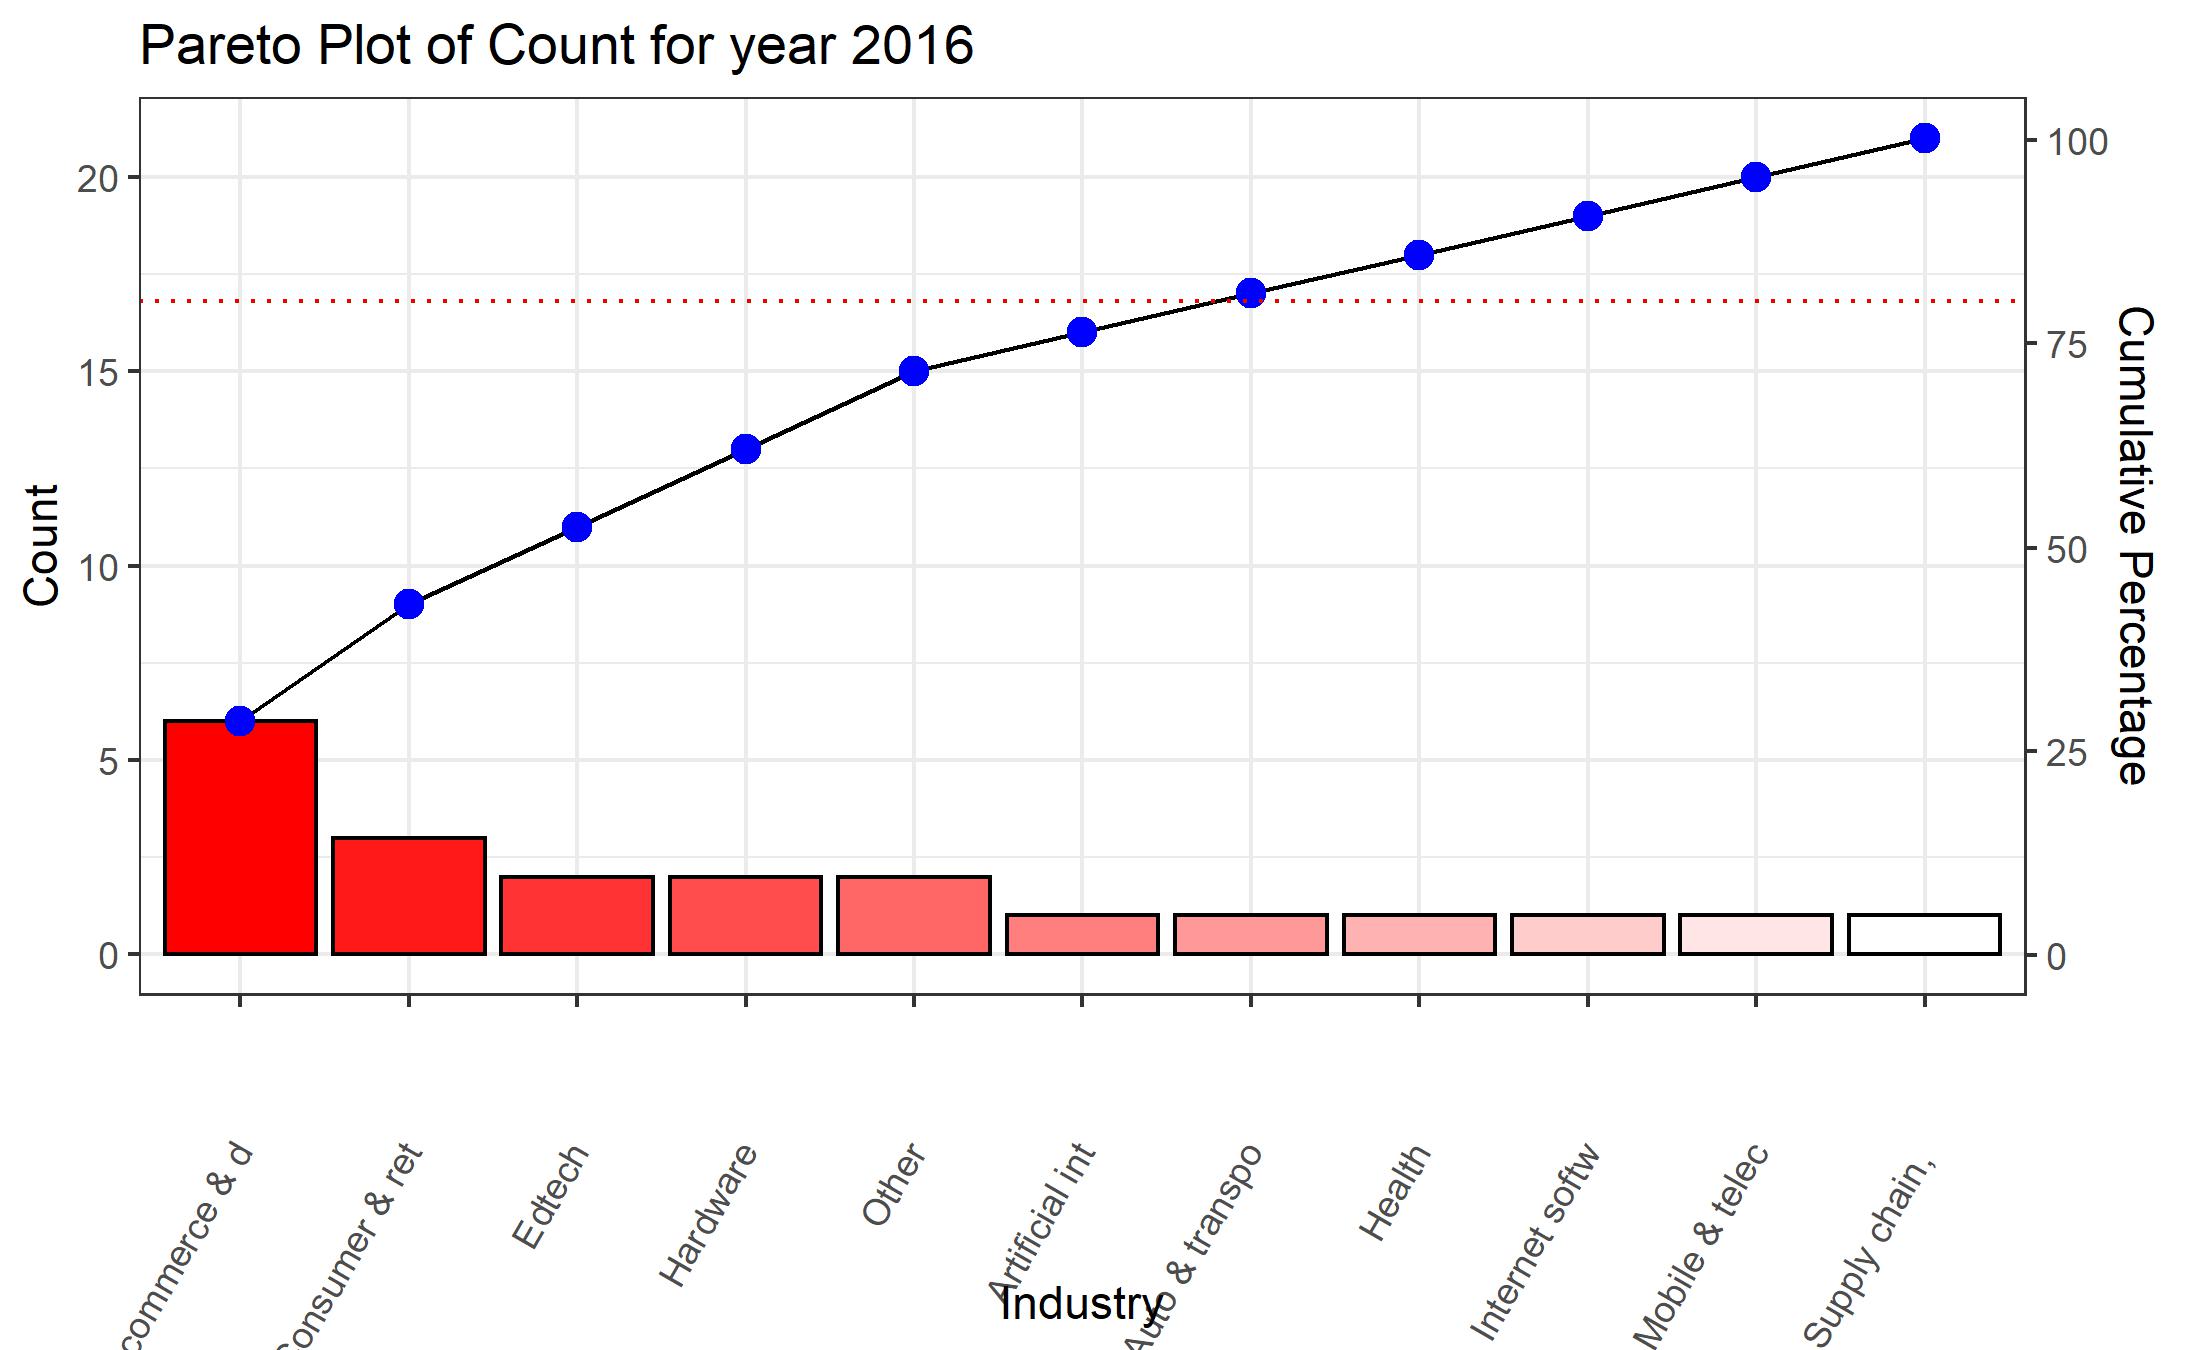 Pareto Plot of Count for year 2016
20
15
10
5
0
Count
100
75
50
25
0
Cumulative Percentage
commerce & d
Consumer & ret
Edtech
Hardware
Other
Artificial int
Auto & transpo
Health
Internet softw
Mobile & telec
Supply chain,
Industry